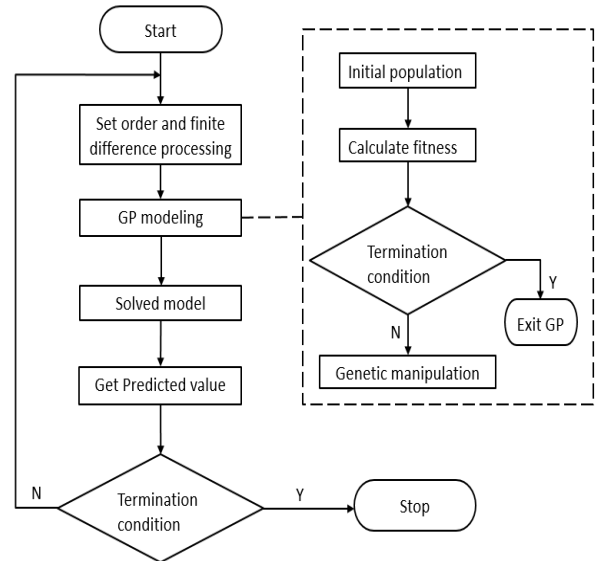 Start
Set order and finite
difference processing
GP modeling
Solved model
Get Predicted value
Termination
condition
N
Y
Stop
Initial population
Calculate fitness
Termination
condition
Y
N
Exit GP
Genetic manipulation